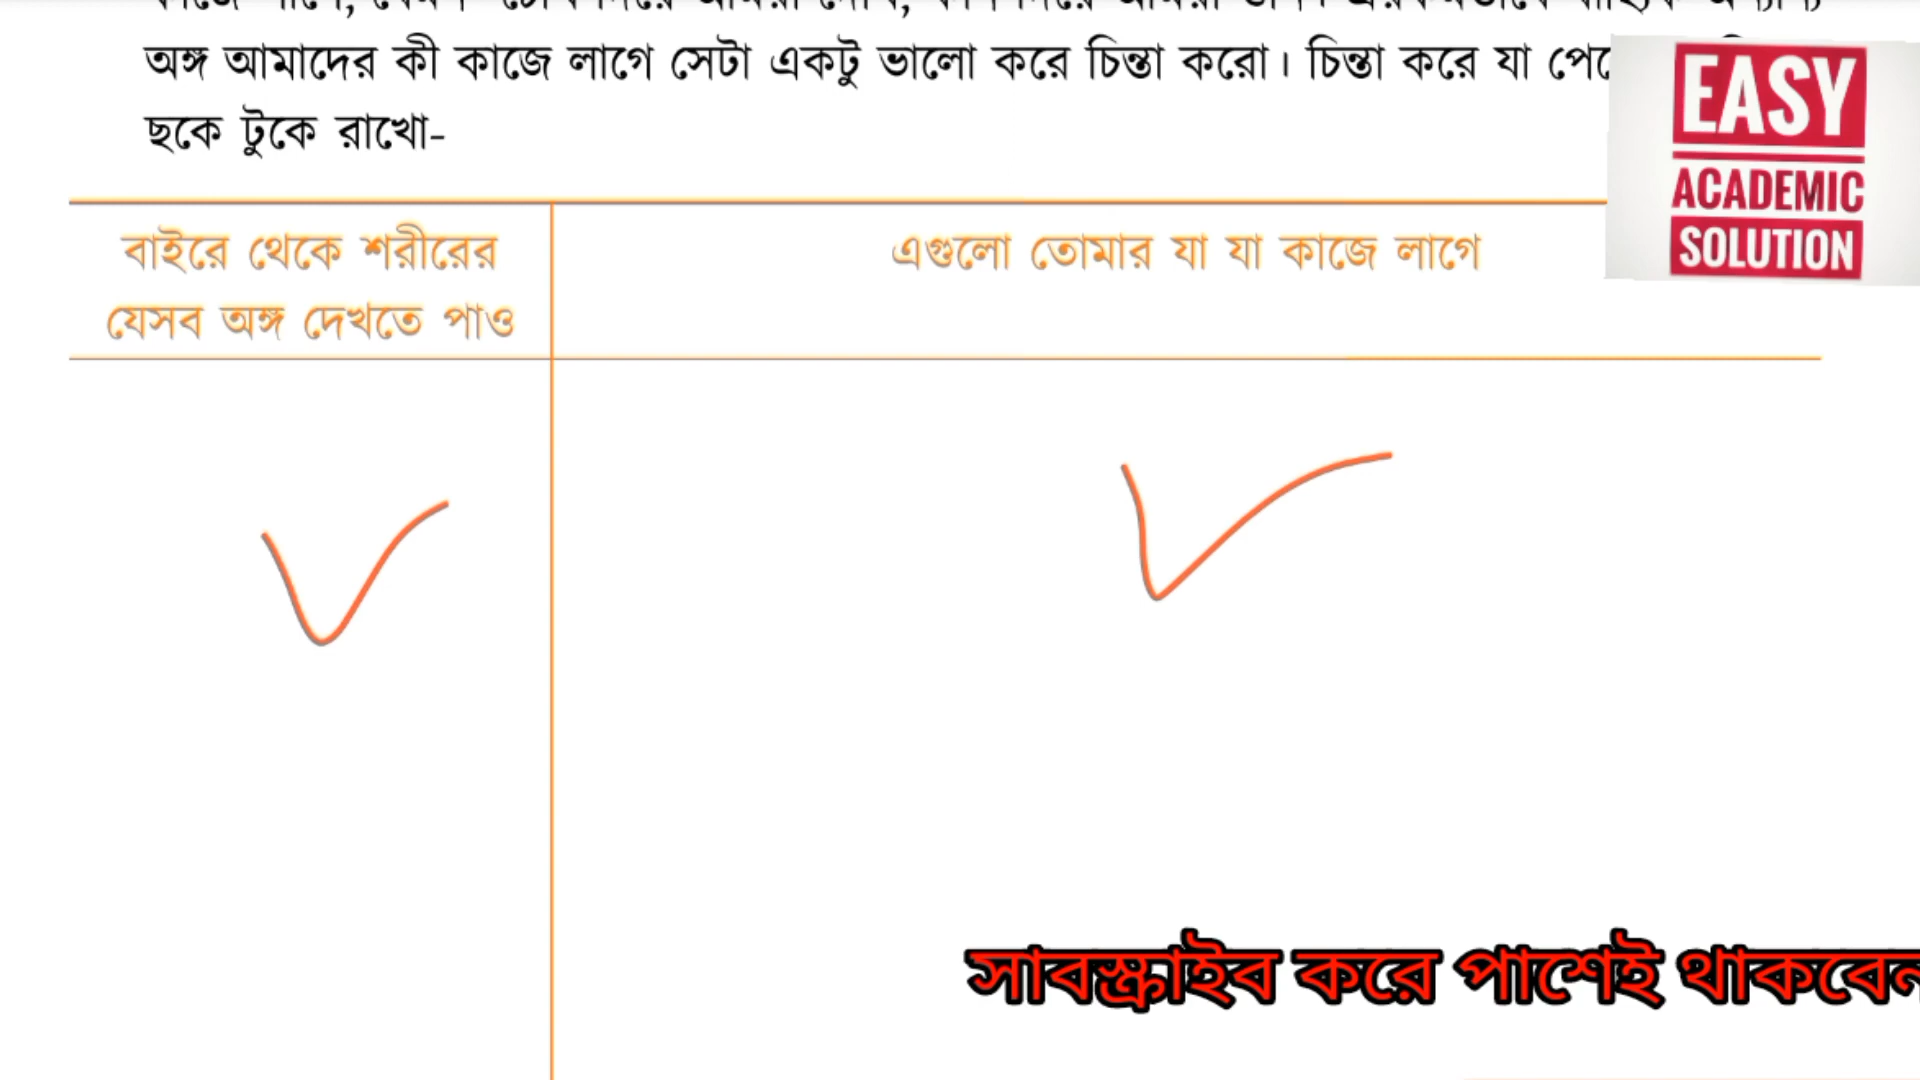 অঙ্গ আমাদের কী কাজে লাগে সেটা একটু ভালো করে চিন্তা করো। চিন্তা করে যা
ছকে টুকে রাখো-
বাইরে থেকে শরীরের
যেসব অঙ্গ দেখতে পাও
এগুলো তোমার যা যা কাজে লাগে
EASY
ACADEMIC
SOLUTION
সাবস্ক্রাইব করে পাশেই থাকবেন